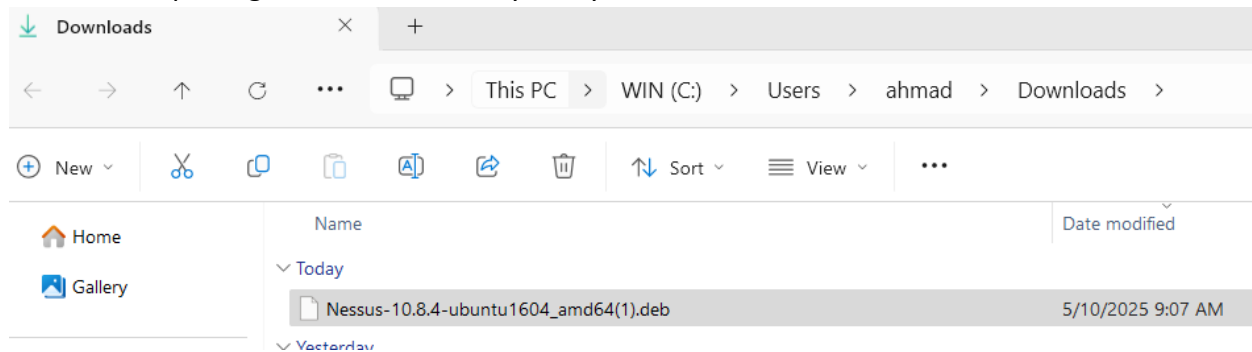 Downloads
This PC > WIN (C:) > Users > ahmad > Downloads >
New Sort View
Name Date modified
Home
Today
Gallery
Nessus-10.8.4-ubuntu1604_amd64(1).deb 5/10/2025 9:07 AM
Yesterday